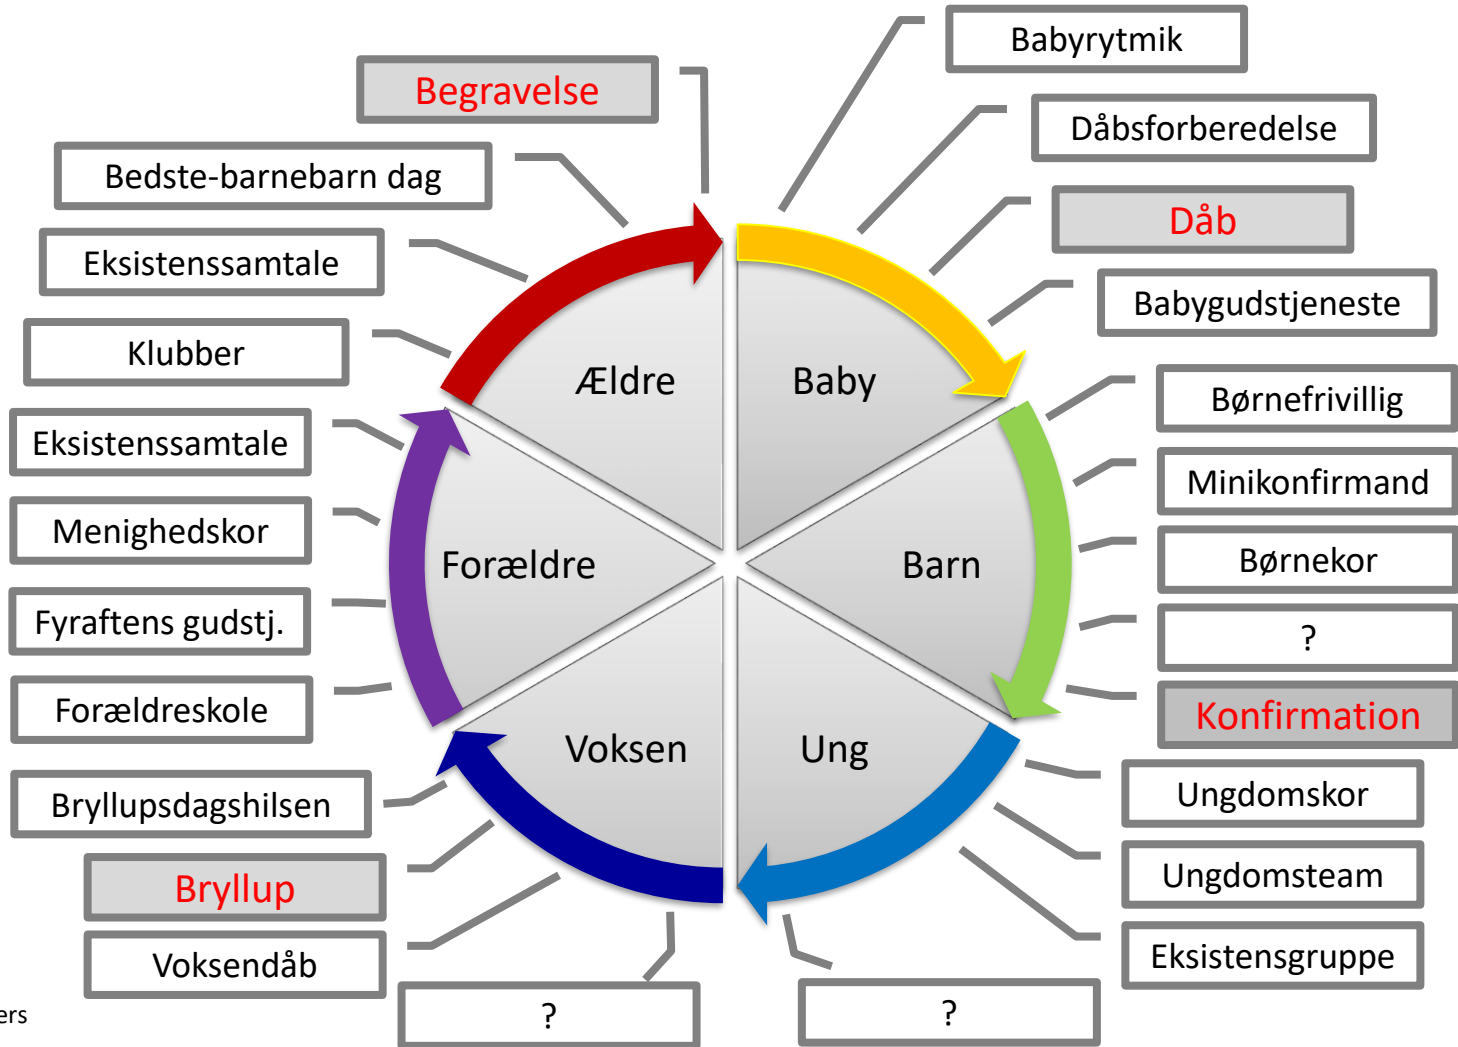 Babyrytmik
Begravelse
Dåbsforberedelse
Bedste-barnebarn dag
Dåb
Eksistenssamtale
Babygudstjeneste
Klubber
Ældre
Baby
Børnefrivillig
Eksistenssamtale
Minikonfirmand
Menighedskor
Forældre
Barn
Børnekor
Fyraftens gudstj.
?
Forældreskole
Konfirmation
Voksen
Ung
Bryllupsdagshilsen
Ungdomskor
Bryllup
Ungdomsteam
Voksendåb
Eksistensgruppe
?
?
ers